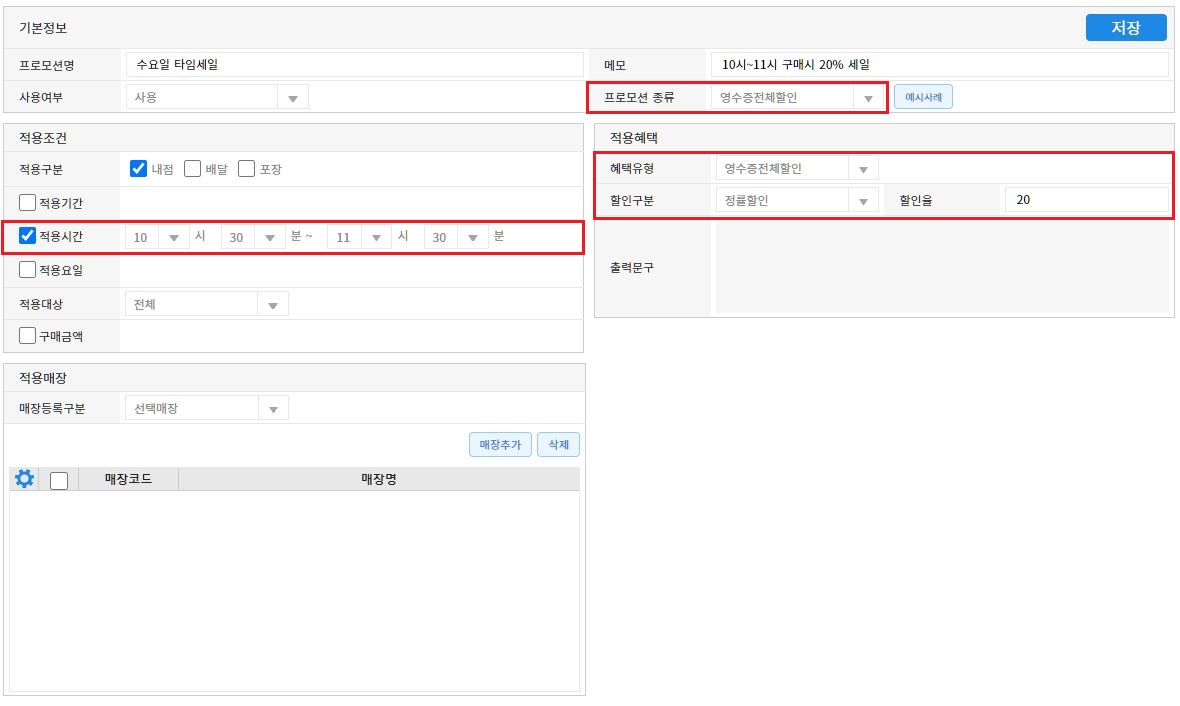 기본정보
저장
프로모션명 수요일 타임세일 메모 10시~11시 구매시 20% 세일
사용여부 사용 프로모션 종류 영수증전체할인 예시사례
적용조건
적용구분 내점 배달 포장
적용기간
적용시간 10 시 30 분 ~ 11 시 30 분
적용요일
적용대상 전체
구매금액
적용혜택
혜택유형 영수증전체할인
할인구분 정률할인 할인율 20
출력문구
적용매장
매장등록구분 선택매장
매장추가 삭제
매장코드 매장명